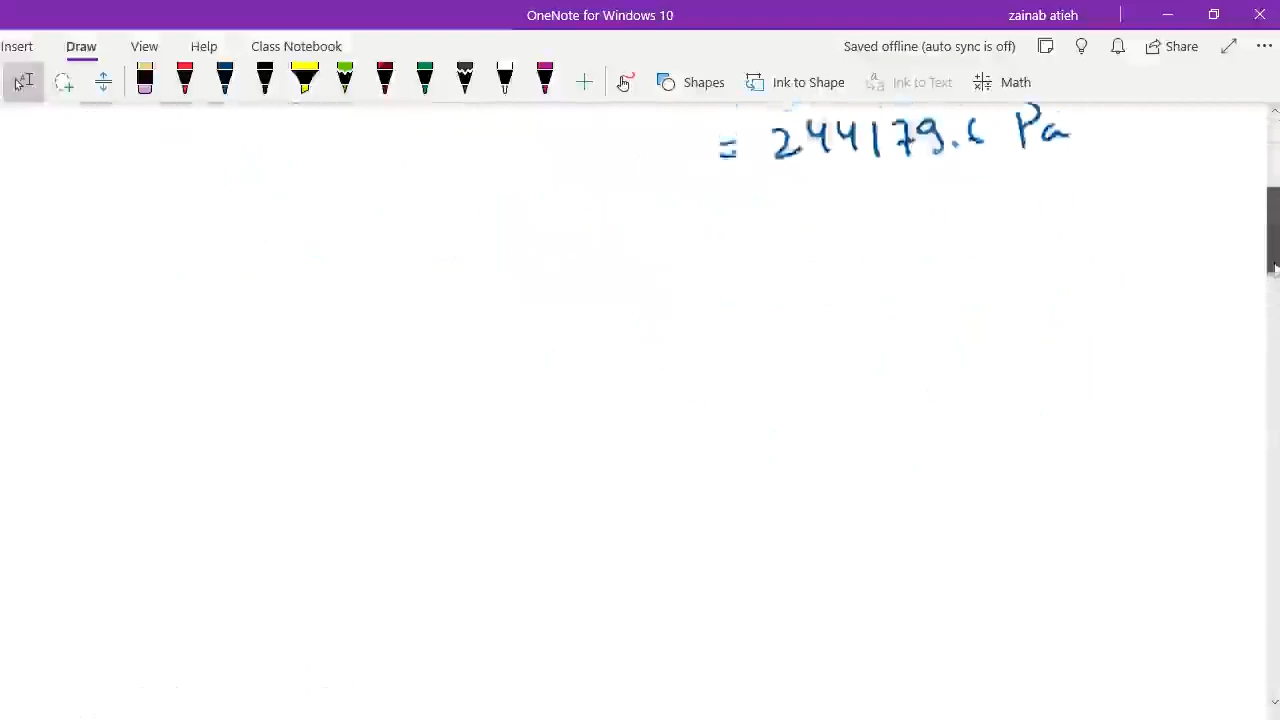 OneNote for Windows 10
zainab atieh
Insert Draw View Help Class Notebook
Saved offline (auto sync is off) Share
Shapes Ink to Shape Ink to Text Math
= 244179.6 Pa